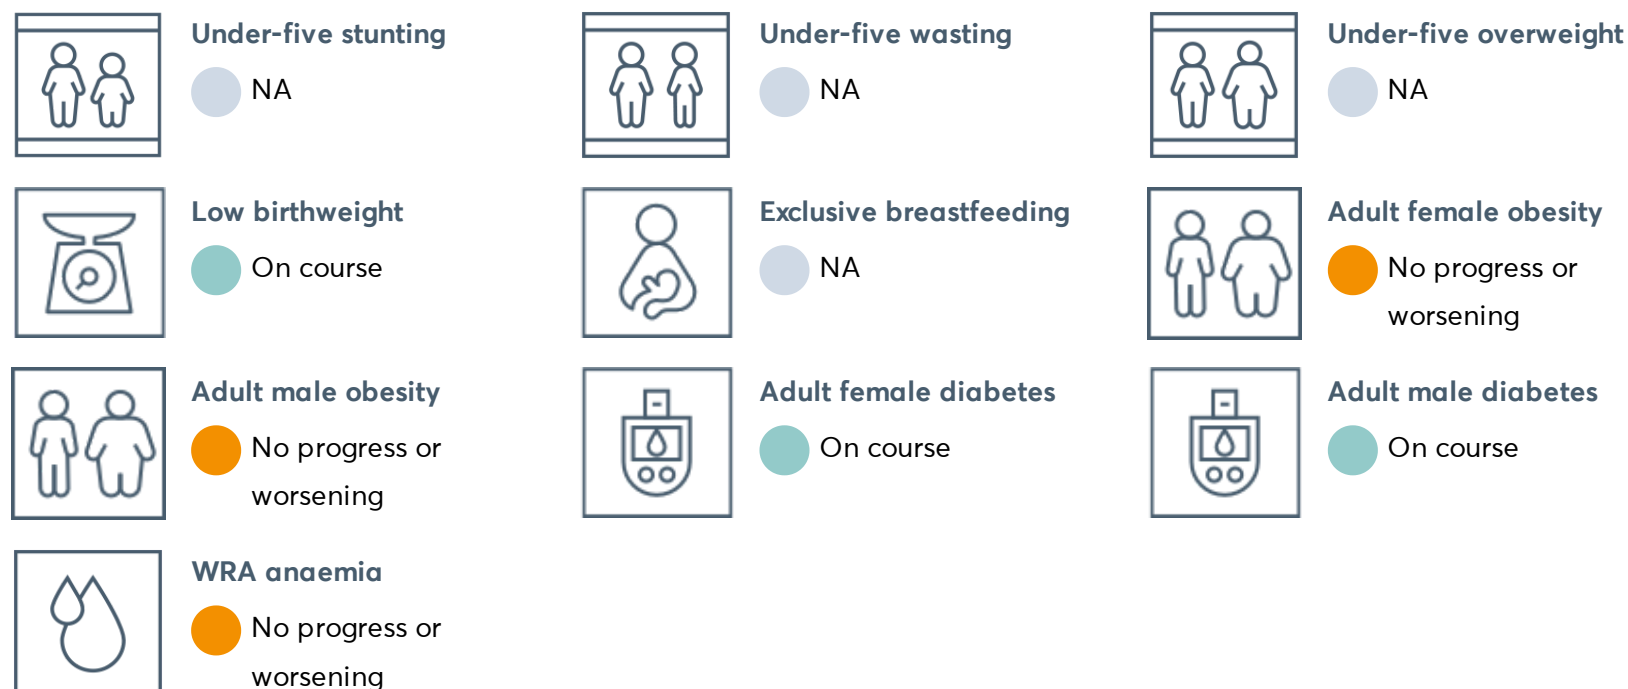 Under-five stunting
NA
Under-five wasting
NA
Under-five overweight
NA
Low birthweight
On course
Exclusive breastfeeding
NA
Adult female obesity
No progress or
worsening
Adult male obesity
No progress or
worsening
Adult female diabetes
On course
Adult male diabetes
On course
WRA anaemia
No progress or
worsening